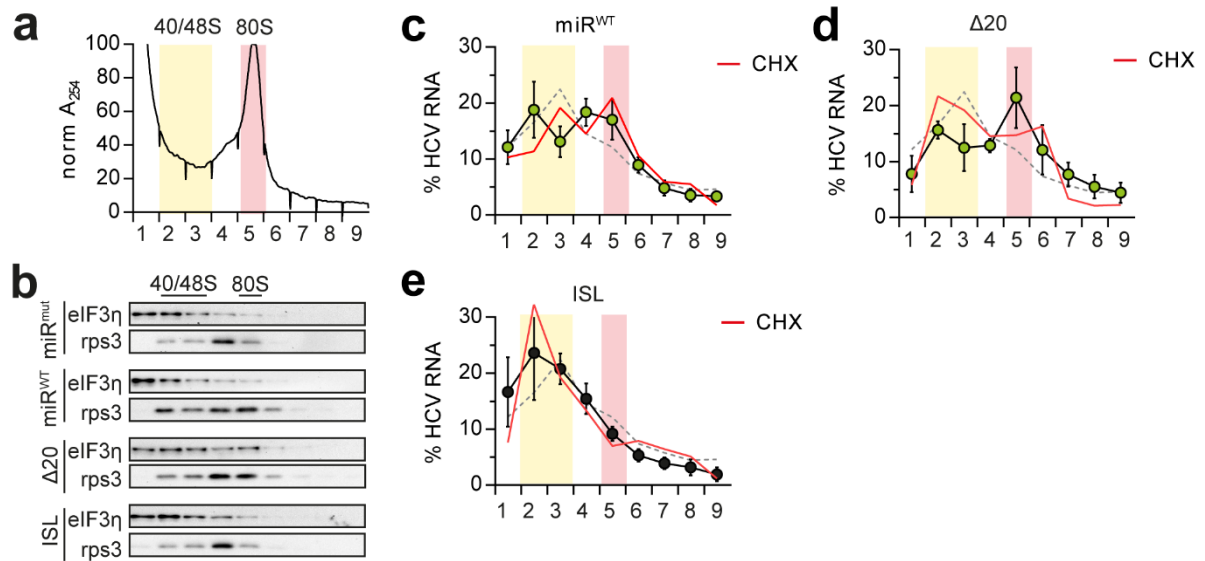 a
40/48S 80S
norm A254
100
80
60
40
20
0
1 2 3 4 5 6 7 8 9
b
40/48S 80S
miRmut
eIF3η
rps3
miRWT
eIF3η
rps3
Δ20
eIF3η
rps3
ISL
eIF3η
rps3
c
miRWT
CHX
% HCV RNA
30
20
10
0
1 2 3 4 5 6 7 8 9
d
Δ20
CHX
% HCV RNA
30
20
10
0
1 2 3 4 5 6 7 8 9
e
ISL
CHX
% HCV RNA
30
20
10
0
1 2 3 4 5 6 7 8 9